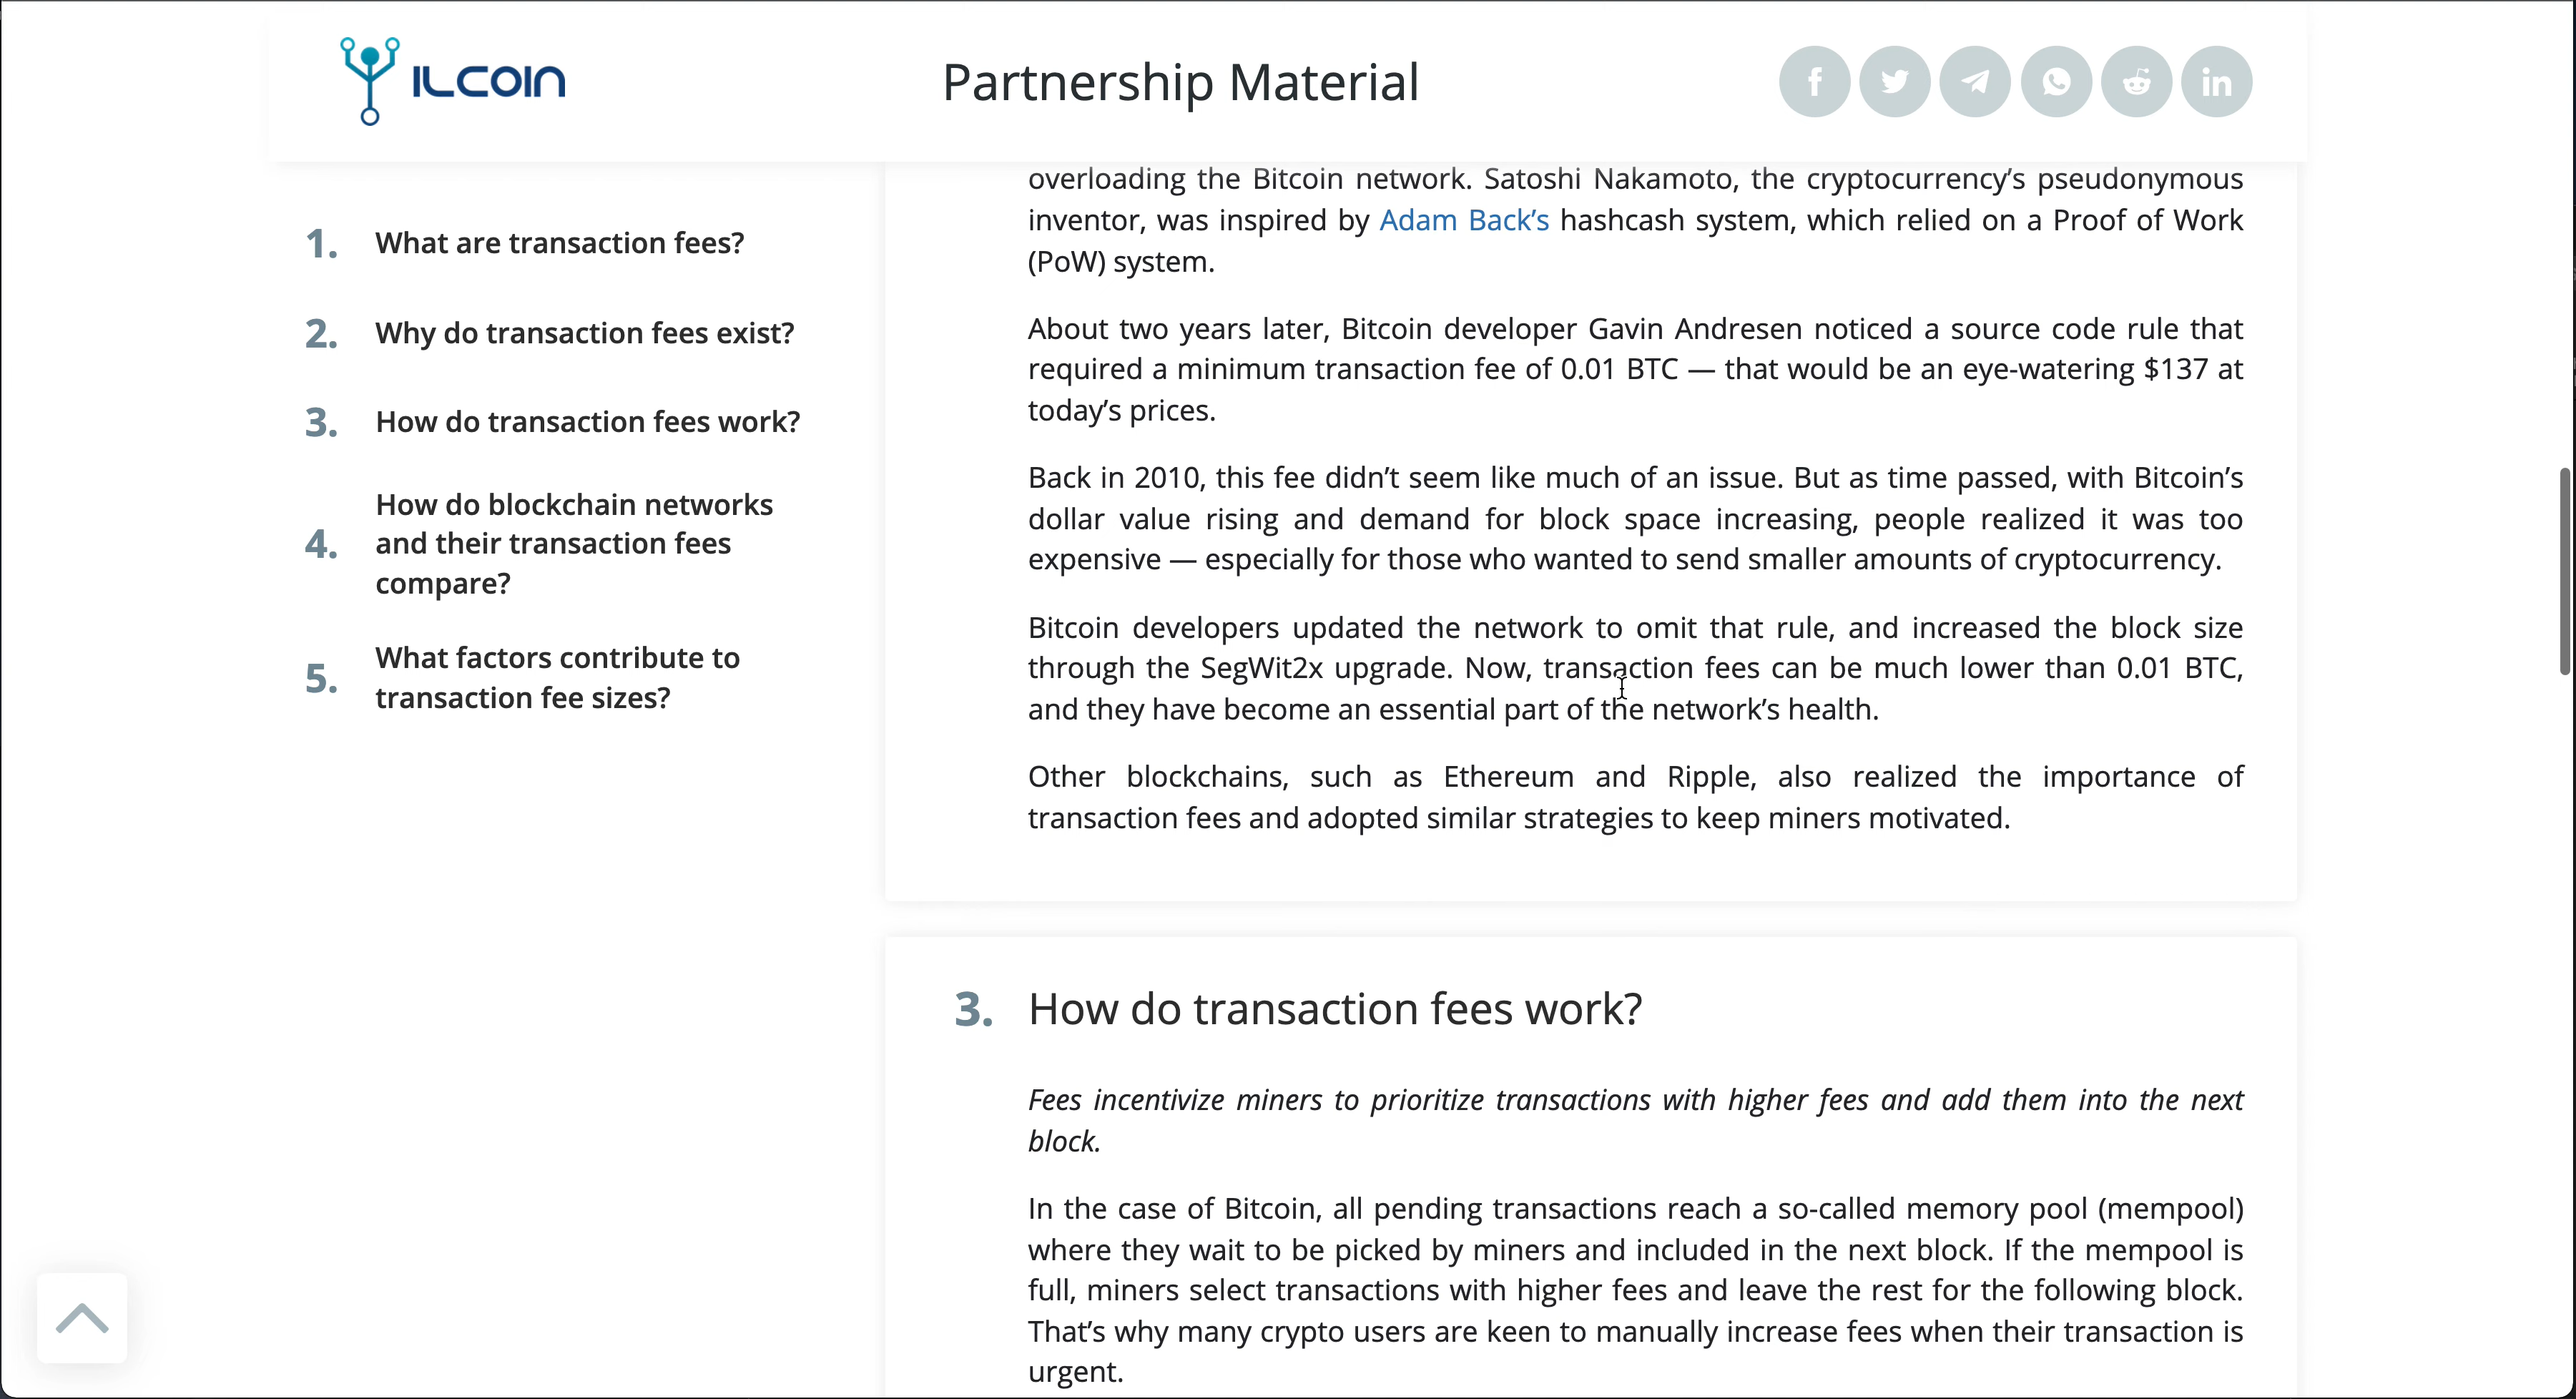 ILCOIN
Partnership Material
1. What are transaction fees?
2. Why do transaction fees exist?
3. How do transaction fees work?
4. How do blockchain networks
and their transaction fees
compare?
5. What factors contribute to
transaction fee sizes?
overloading the Bitcoin network. Satoshi Nakamoto, the cryptocurrency’s pseudonymous
inventor, was inspired by Adam Back’s hashcash system, which relied on a Proof of Work
(PoW) system.
About two years later, Bitcoin developer Gavin Andresen noticed a source code rule that
required a minimum transaction fee of 0.01 BTC — that would be an eye-watering $137 at
today’s prices.
Back in 2010, this fee didn’t seem like much of an issue. But as time passed, with Bitcoin’s
dollar value rising and demand for block space increasing, people realized it was too
expensive — especially for those who wanted to send smaller amounts of cryptocurrency.
Bitcoin developers updated the network to omit that rule, and increased the block size
through the SegWit2x upgrade. Now, transaction fees can be much lower than 0.01 BTC,
and they have become an essential part of the network’s health.
Other blockchains, such as Ethereum and Ripple, also realized the importance of
transaction fees and adopted similar strategies to keep miners motivated.
3. How do transaction fees work?
Fees incentivize miners to prioritize transactions with higher fees and add them into the next
block.
In the case of Bitcoin, all pending transactions reach a so-called memory pool (mempool)
where they wait to be picked by miners and included in the next block. If the mempool is
full, miners select transactions with higher fees and leave the rest for the following block.
That’s why many crypto users are keen to manually increase fees when their transaction is
urgent.